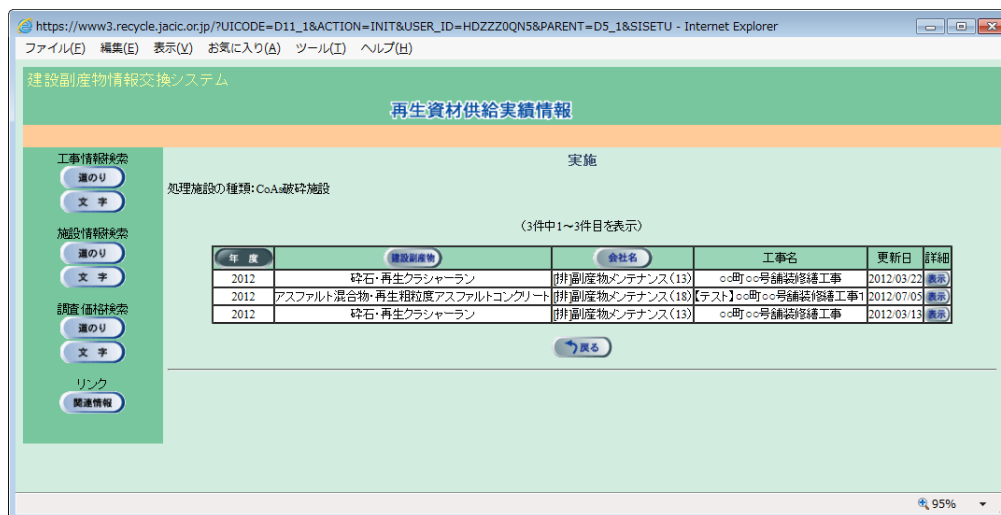 https://www3.recycle.jacic.or.jp/?UICODE=D11_1&ACTION=INIT&USER_ID=HDZZZ0QN5&PARENT=D5_1&SISETU - Internet Explorer
ファイル(F) 編集(E) 表示(V) お気に入り(A) ツール(T) ヘルプ(H)
建設副産物情報交換システム
再生資材供給実績情報
工事情報検索
道のり
文 字
施設情報検索
道のり
文 字
調査価格検索
道のり
文 字
リンク
関連情報
実施
処理施設の種類:CoAs破砕施設
(3件中1～3件目を表示)
年 度 建設副産物 会社名 工事名 更新日 詳細
2012 砕石・再生クラシャーラン [排]副産物メンテナンス(13) ○○町○○号舗装修繕工事 2012/03/22 表示
2012 アスファルト混合物・再生粗粒度アスファルトコンクリート [排]副産物メンテナンス(18) 【テスト】○○町○○号舗装修繕工事1 2012/07/05 表示
2012 砕石・再生クラシャーラン [排]副産物メンテナンス(13) ○○町○○号舗装修繕工事 2012/03/13 表示
戻る
95%